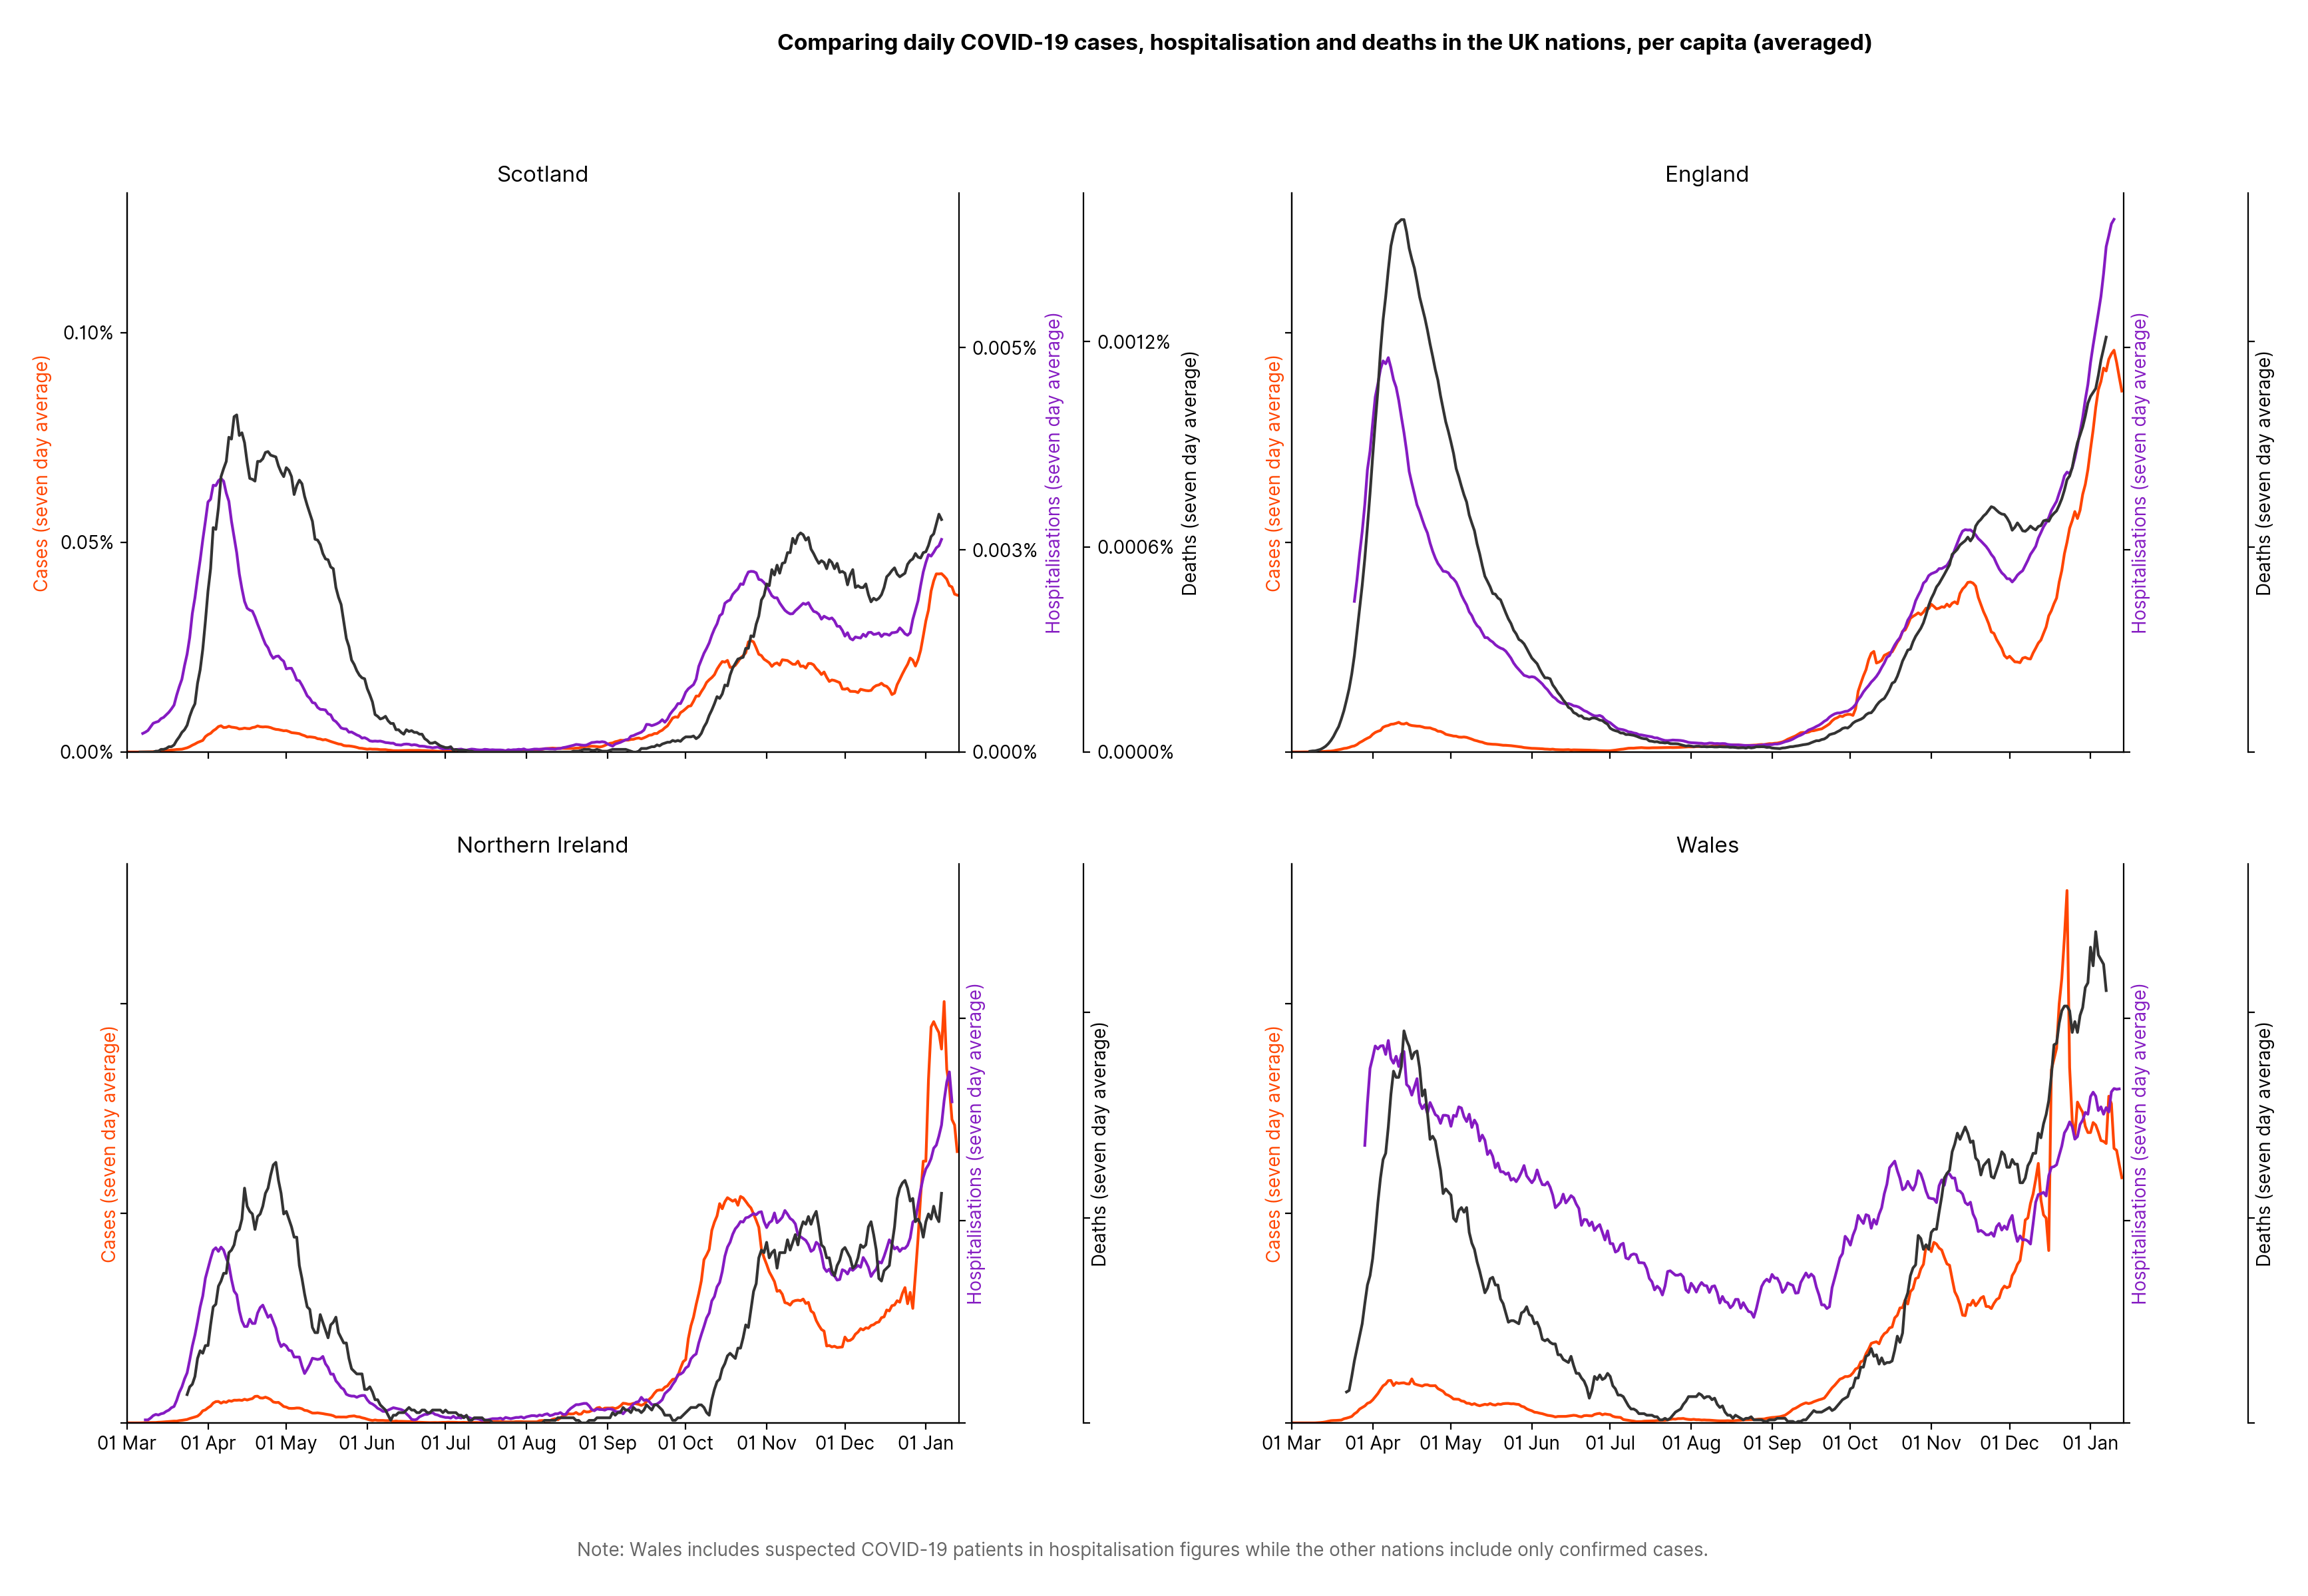 Comparing daily COVID-19 cases, hospitalisation and deaths in the UK nations, per capita (averaged)
Scotland
Cases (seven day average)
0.10%
0.05%
0.00%
0.005%
0.003%
0.000%
Hospitalisations (seven day average)
0.0012%
0.0006%
0.0000%
Deaths (seven day average)
England
Cases (seven day average)
Hospitalisations (seven day average)
Deaths (seven day average)
Northern Ireland
Cases (seven day average)
Hospitalisations (seven day average)
Deaths (seven day average)
01 Mar 01 Apr 01 May 01 Jun 01 Jul 01 Aug 01 Sep 01 Oct 01 Nov 01 Dec 01 Jan
Wales
Cases (seven day average)
Hospitalisations (seven day average)
Deaths (seven day average)
01 Mar 01 Apr 01 May 01 Jun 01 Jul 01 Aug 01 Sep 01 Oct 01 Nov 01 Dec 01 Jan
Note: Wales includes suspected COVID-19 patients in hospitalisation figures while the other nations include only confirmed cases.